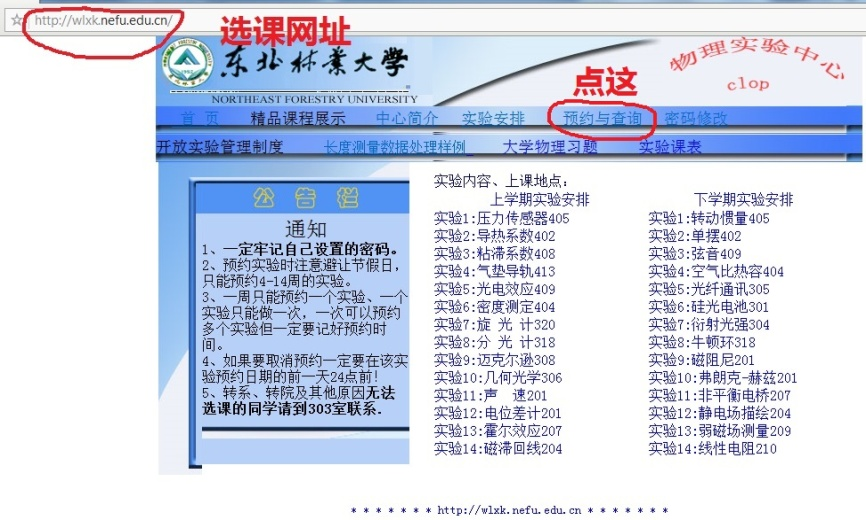 http://wlxk.nefu.edu.cn/
选课网址
东北林业大学
NORTHEAST FORESTRY UNIVERSITY
物理实验中心
clop
点这
首 页 精品课程展示 中心简介 实验安排 预约与查询 密码修改
开放实验管理制度 长度测量数据处理样例 大学物理习题 实验课表
公 告 栏
通知
1、一定牢记自己设置的密码。
2、预约实验时注意避让节假日，
只能预约4-14周的实验。
3、一周只能预约一个实验、一个
实验只能做一次，一次可以预约
多个实验但一定要记好预约时
间。
4、如果要取消预约一定要在该实
验预约日期的前一天24点前!
5、转系、转院及其他原因无法
选课的同学请到303室联系.
实验内容、上课地点:
上学期实验安排
实验1:压力传感器405
实验2:导热系数402
实验3:粘滞系数408
实验4:气垫导轨413
实验5:光电效应409
实验6:密度测定404
实验7:旋 光 计320
实验8:分 光 计318
实验9:迈克尔逊308
实验10:几何光学306
实验11:声 速201
实验12:电位差计201
实验13:霍尔效应207
实验14:磁滞回线204
下学期实验安排
实验1:转动惯量405
实验2:单摆402
实验3:弦音409
实验4:空气比热容404
实验5:光纤通讯305
实验6:硅光电池301
实验7:衍射光强304
实验8:牛顿环318
实验9:磁阻尼201
实验10:弗朗克-赫兹201
实验11:非平衡电桥207
实验12:静电场描绘204
实验13:弱磁场测量209
实验14:线性电阻210
* * * * * * * http://wlxk.nefu.edu.cn * * * * * * *